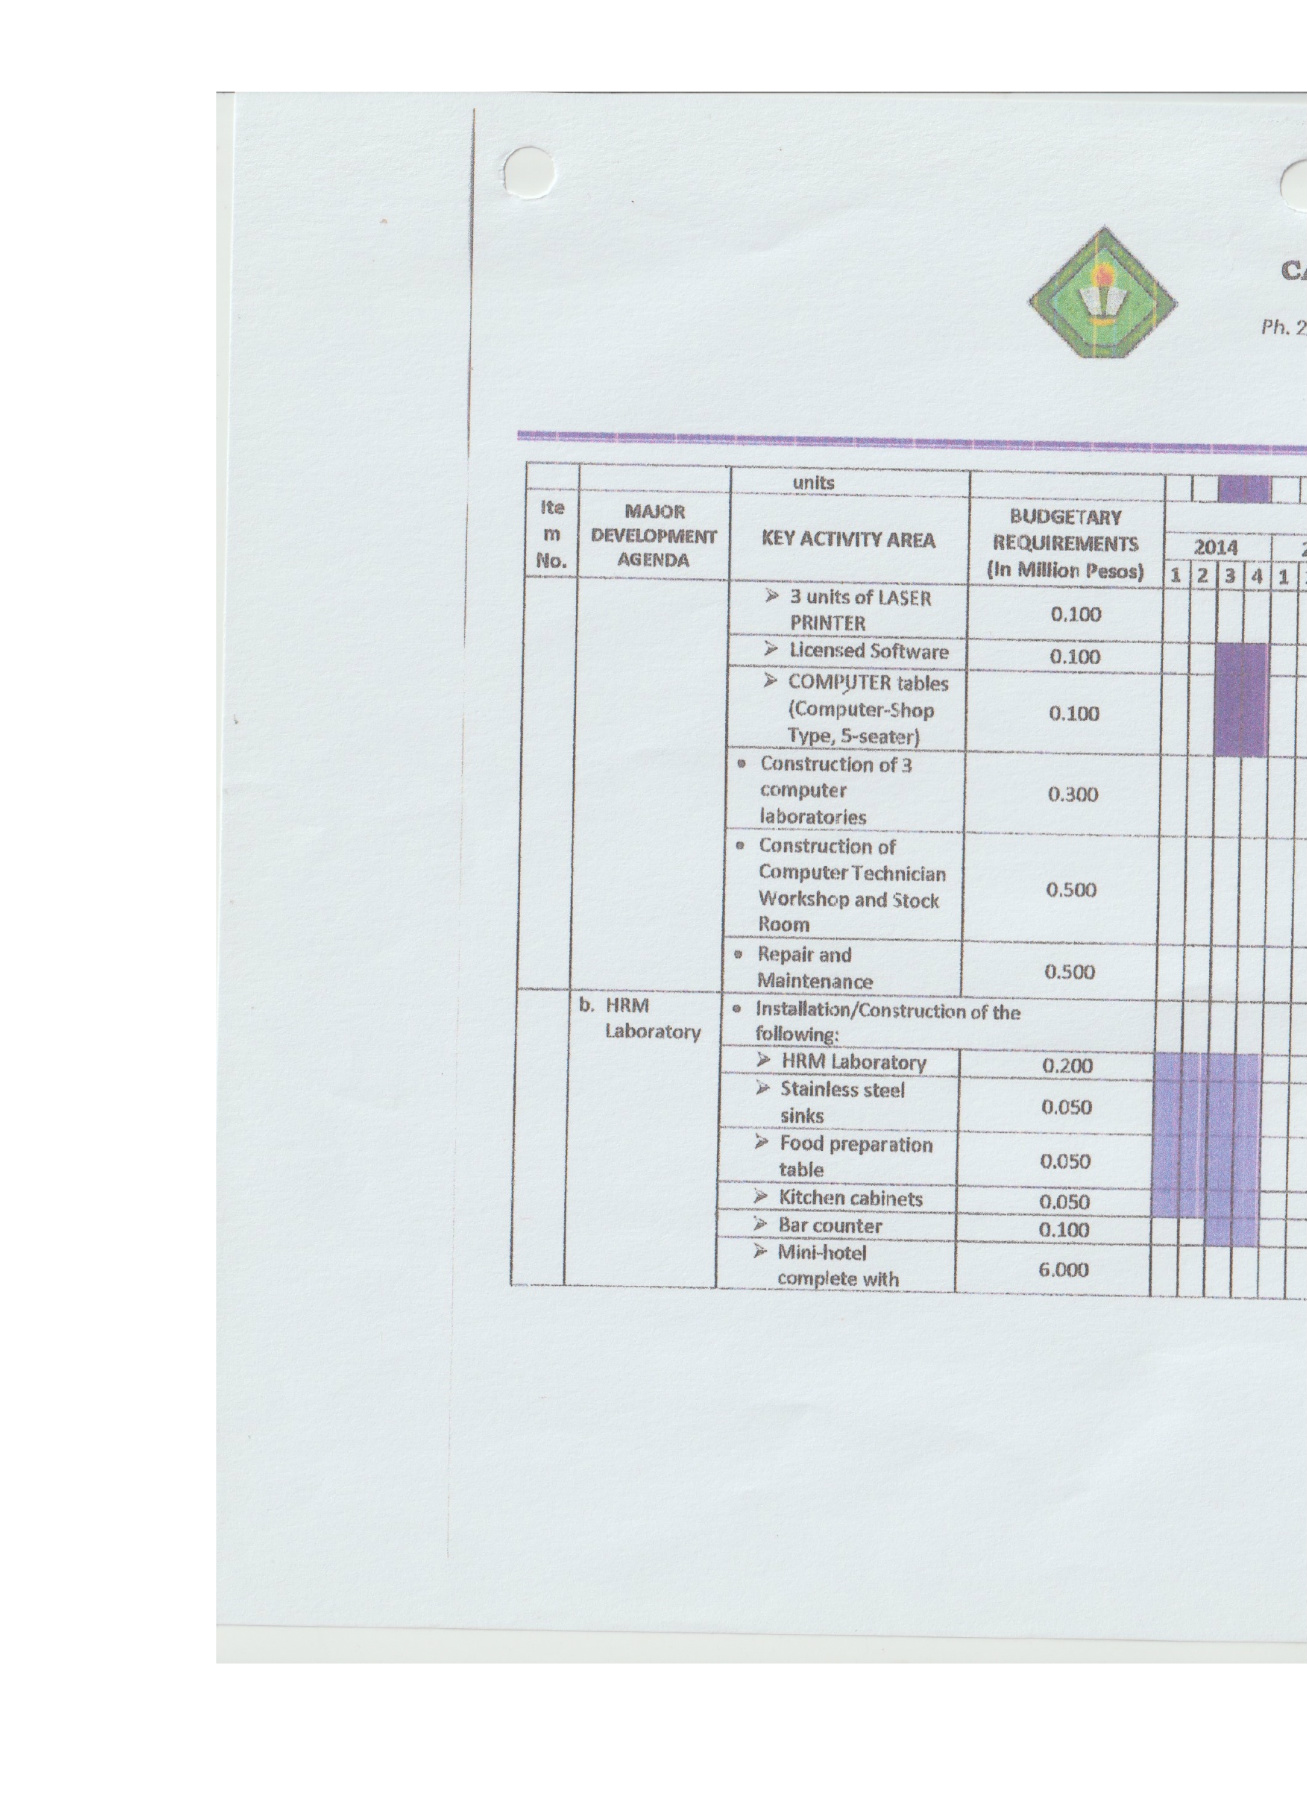 CA
Ph. 2
units
Ite
m
No.
MAJOR
DEVELOPMENT
AGENDA
KEY ACTIVITY AREA
BUDGETARY
REQUIREMENTS
(In Million Pesos)
2014 2
1 2 3 4 1
➢ 3 units of LASER
PRINTER
0.100
➢ Licensed Software 0.100
➢ COMPUTER tables
(Computer-Shop
Type, 5-seater)
0.100
• Construction of 3
computer
laboratories
0.300
• Construction of
Computer Technician
Workshop and Stock
Room
0.500
• Repair and
Maintenance
0.500
b. HRM
Laboratory
• Installation/Construction of the
following:
➢ HRM Laboratory 0.200
➢ Stainless steel
sinks
0.050
➢ Food preparation
table
0.050
➢ Kitchen cabinets 0.050
➢ Bar counter 0.100
➢ Mini-hotel
complete with
6.000